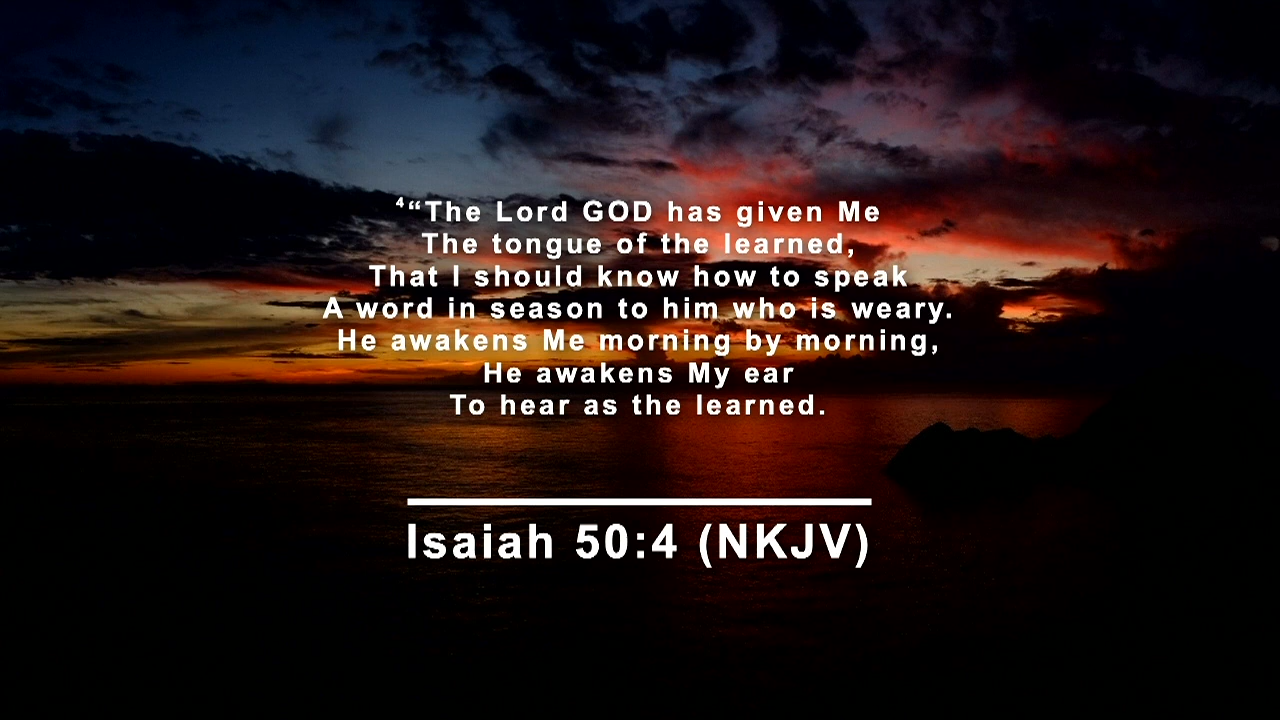 ⁴“The Lord GOD has given Me
The tongue of the learned,
That I should know how to speak
A word in season to him who is weary.
He awakens Me morning by morning,
He awakens My ear
To hear as the learned.
Isaiah 50:4 (NKJV)